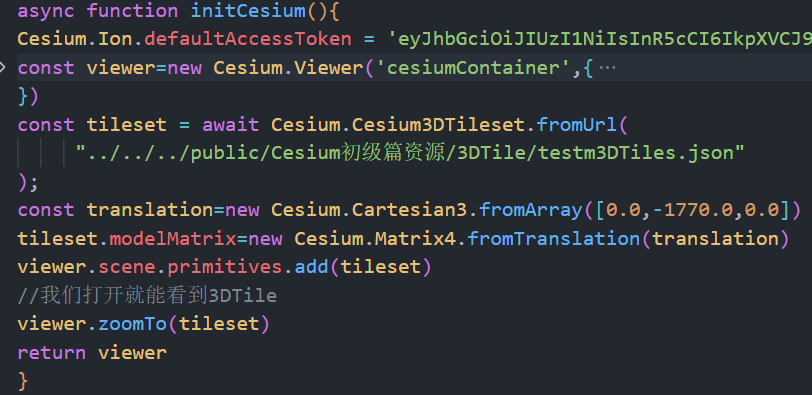 async function initCesium(){
Cesium.Ion.defaultAccessToken = 'eyJhbGciOiJIUzI1NiIsInR5cCI6IkpXVCJ9
const viewer=new Cesium.Viewer('cesiumContainer',{…
})
const tileset = await Cesium.Cesium3DTileset.fromUrl(
"../../../public/Cesium初级篇资源/3DTile/testm3DTiles.json"
);
const translation=new Cesium.Cartesian3.fromArray([0.0,-1770.0,0.0])
tileset.modelMatrix=new Cesium.Matrix4.fromTranslation(translation)
viewer.scene.primitives.add(tileset)
//我们打开就能看到3DTile
viewer.zoomTo(tileset)
return viewer
}